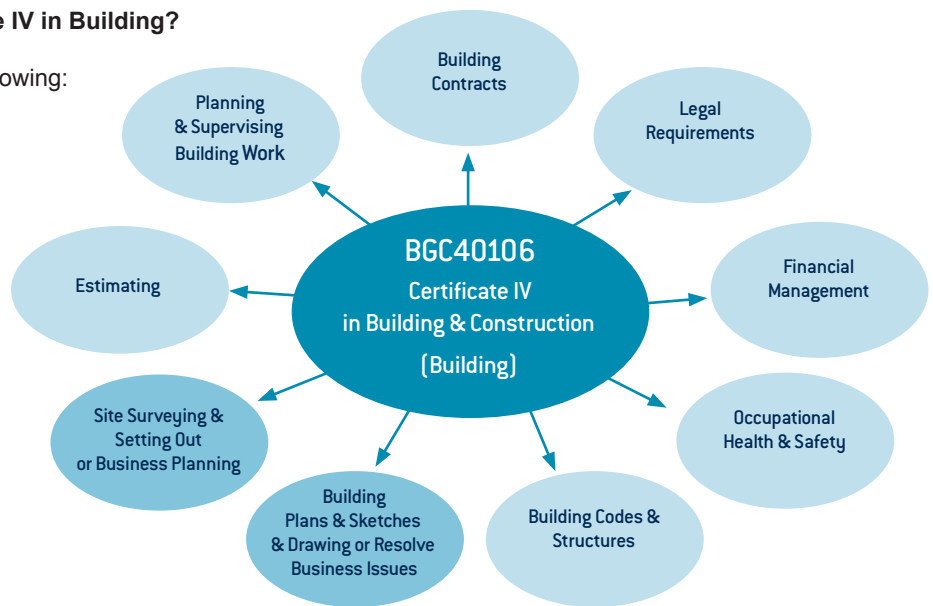 e IV in Building?
owing:
Building
Contracts
Planning
& Supervising
Building Work
Legal
Requirements
BGC40106
Certificate IV
in Building & Construction
(Building)
Estimating
Financial
Management
Site Surveying &
Setting Out
or Business Planning
Occupational
Health & Safety
Building
Plans & Sketches
& Drawing or Resolve
Business Issues
Building Codes &
Structures